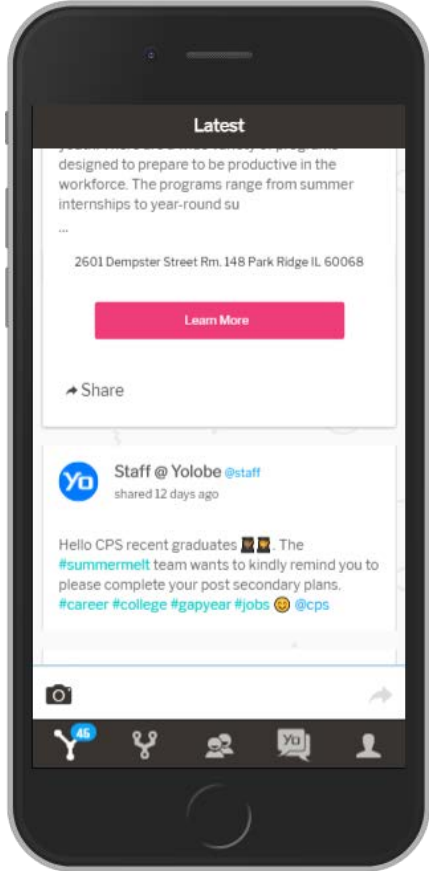 Latest
designed to prepare to be productive in the
workforce. The programs range from summer
internships to year-round su
...
2601 Dempster Street Rm. 148 Park Ridge IL 60068
Learn More
Share
Yo
Staff @ Yolobe @staff
shared 12 days ago
Hello CPS recent graduates 👩🏿‍🎓👩🏾‍🎓. The
#summermelt team wants to kindly remind you to
please complete your post secondary plans.
#career #college #gapyear #jobs 😊 @cps
45
Yo